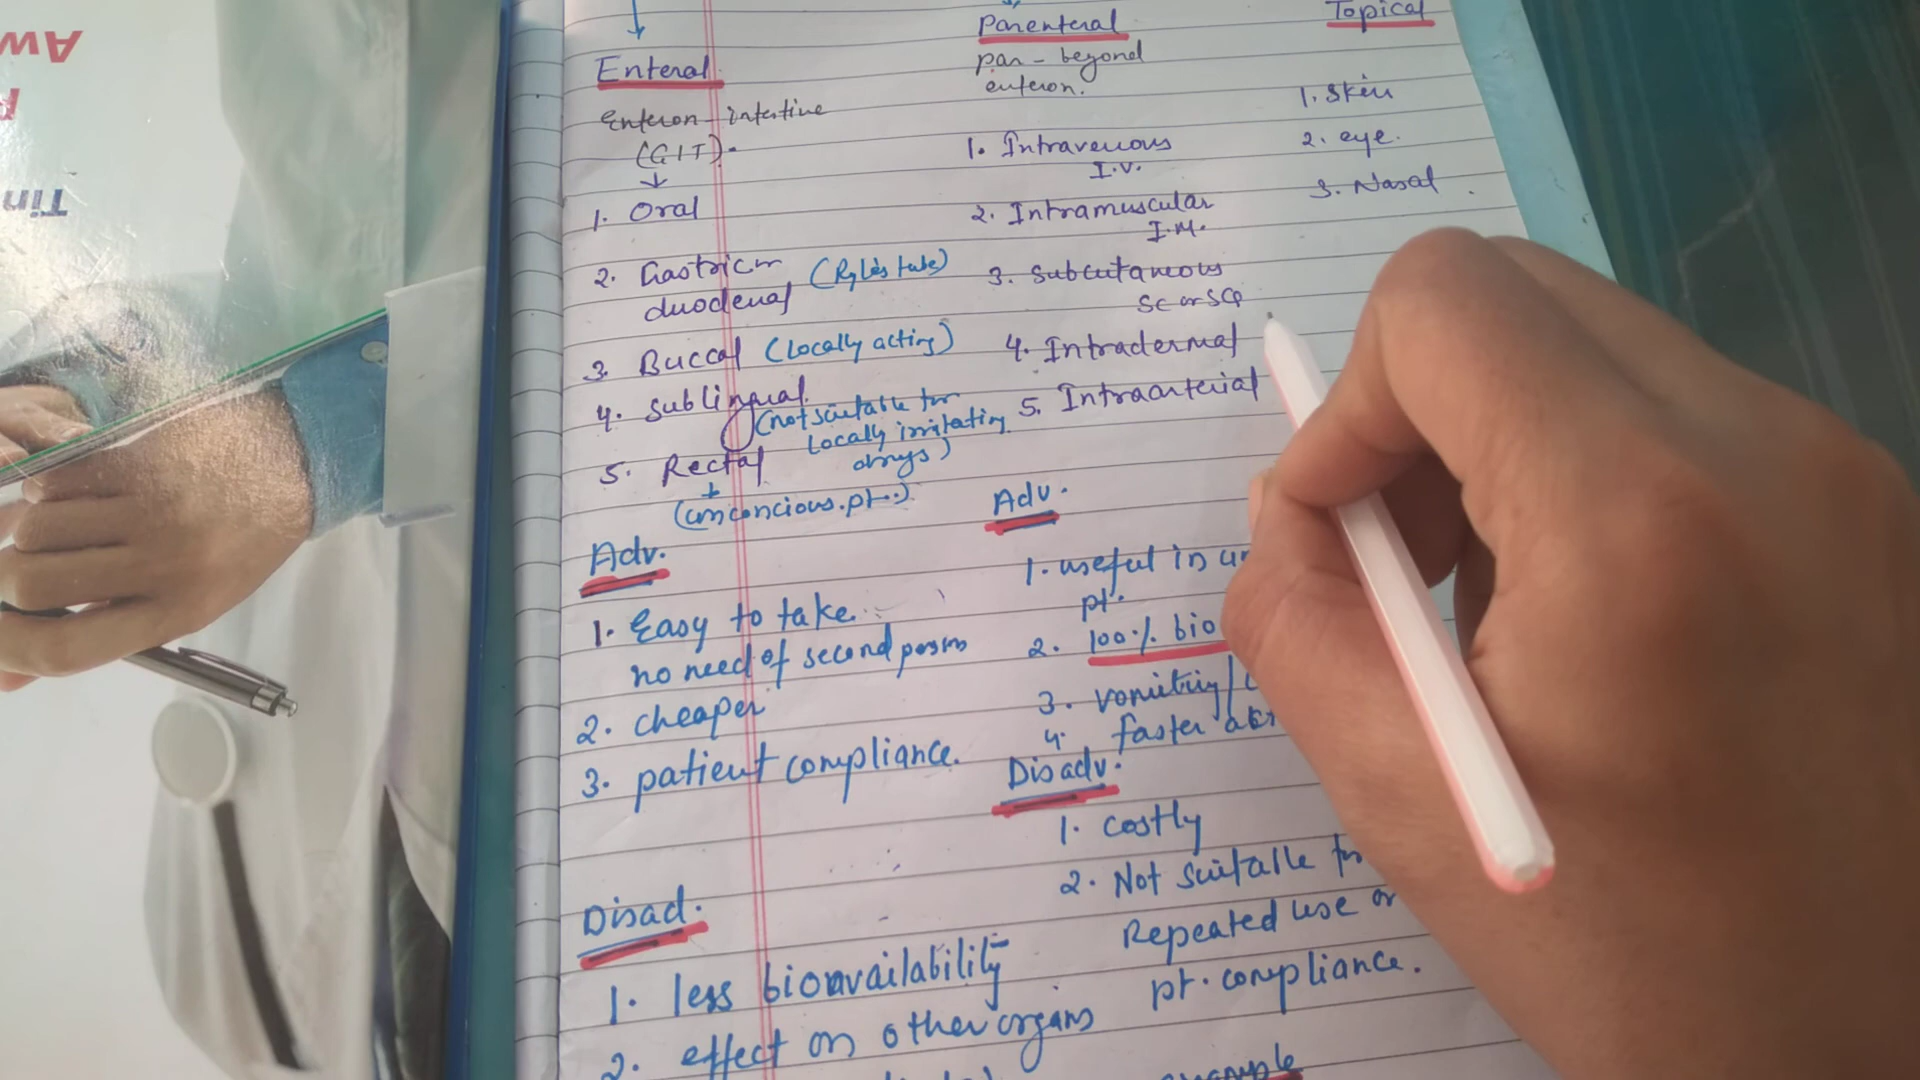 Enteral
Enteron - intestine
(GIT).
1. Oral
2. Gastric or
duodenal
(Ryle's tube)
3. Buccal (Locally acting)
4. sublingual
(not suitable for
Locally irritating
drugs)
5. Rectal
(unconcious.pt.)
Adv.
1. Easy to take.
no need of second person
2. cheaper
3. patient compliance.
Disad.
1. less bioavailability
2. effect on other organs
Parenteral
par - beyond
enteron.
1. Intravenous
I.V.
2. Intramuscular
I.M.
3. Subcutaneous
SC or SQ
4. Intradermal
5. Intraarterial
Adv.
1. useful in un
pt.
2. 100% bio
3. vomiting/
4. faster
Disadv.
1. Costly
2. Not suitable for
Repeated use or
pt. compliance.
example
Topical
1. Skin
2. eye.
3. Nasal
Aw
Tin